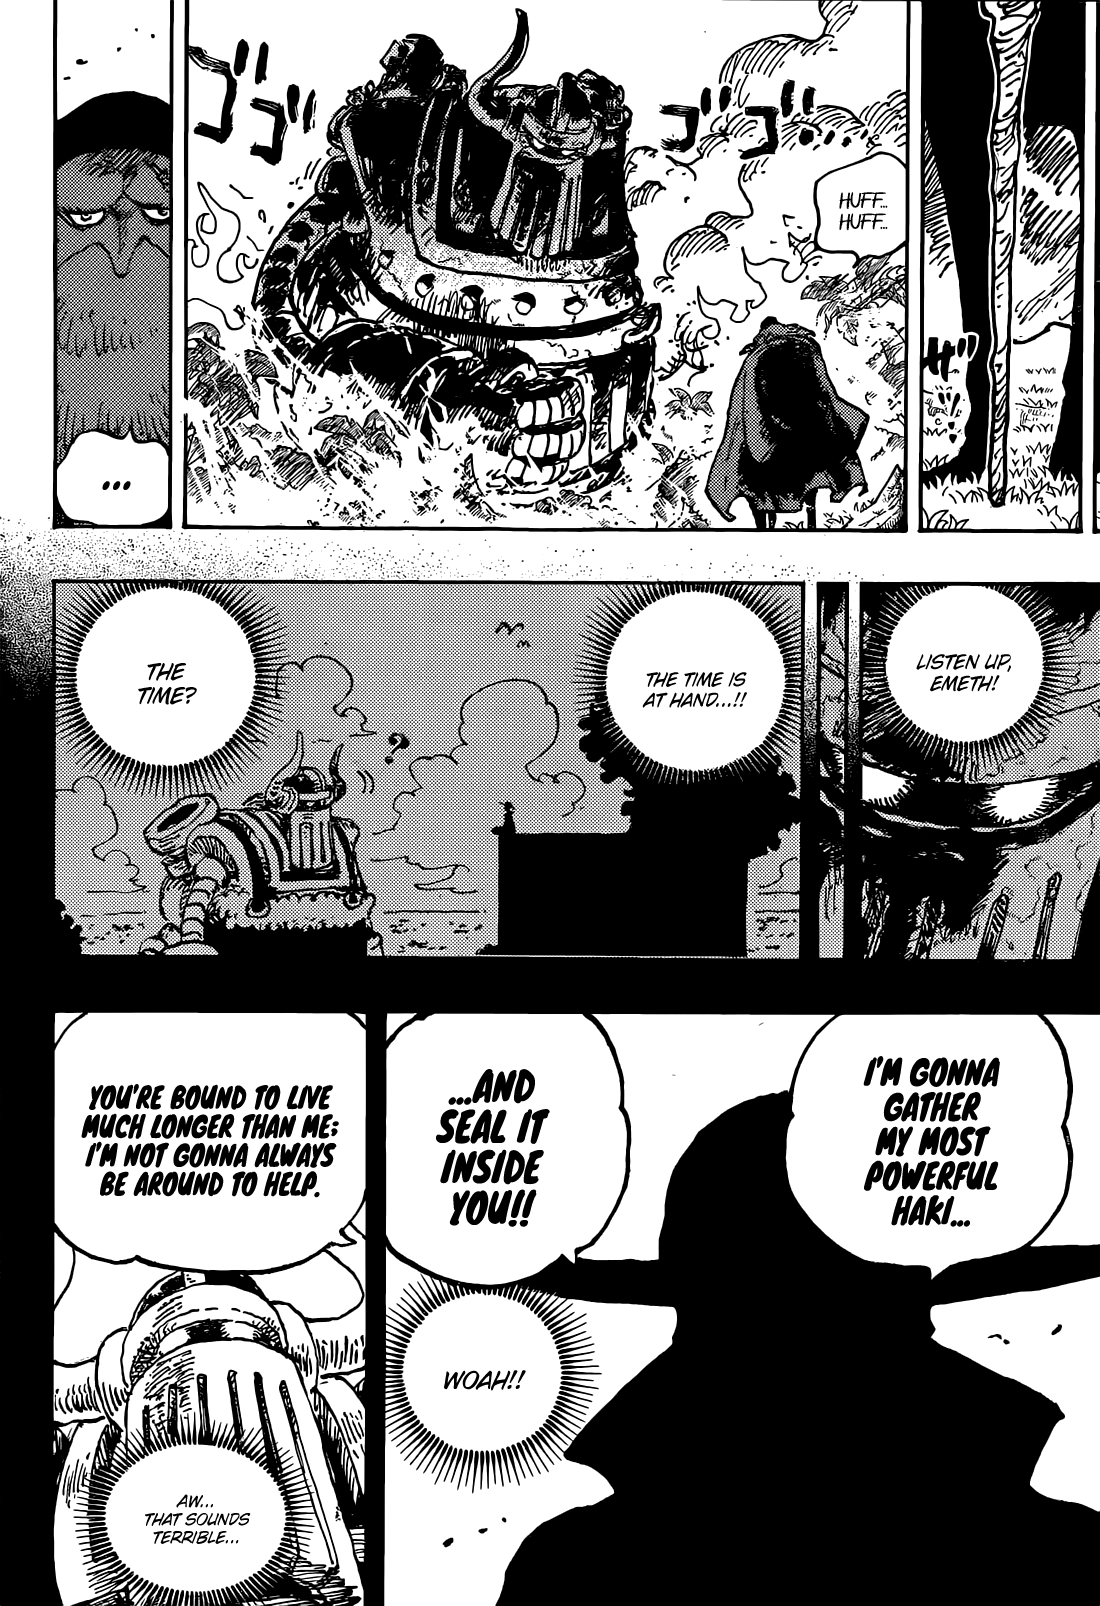 ゴゴ
ゴゴ
HUFF...
HUFF...
ザッ
...
LISTEN UP,
EMETH!
THE TIME IS
AT HAND...!!
?
THE
TIME?
I'M GONNA
GATHER
MY MOST
POWERFUL
HAKI...
...AND
SEAL IT
INSIDE
YOU!!
WOAH!!
YOU'RE BOUND TO LIVE
MUCH LONGER THAN ME;
I'M NOT GONNA ALWAYS
BE AROUND TO HELP.
AW...
THAT SOUNDS
TERRIBLE...